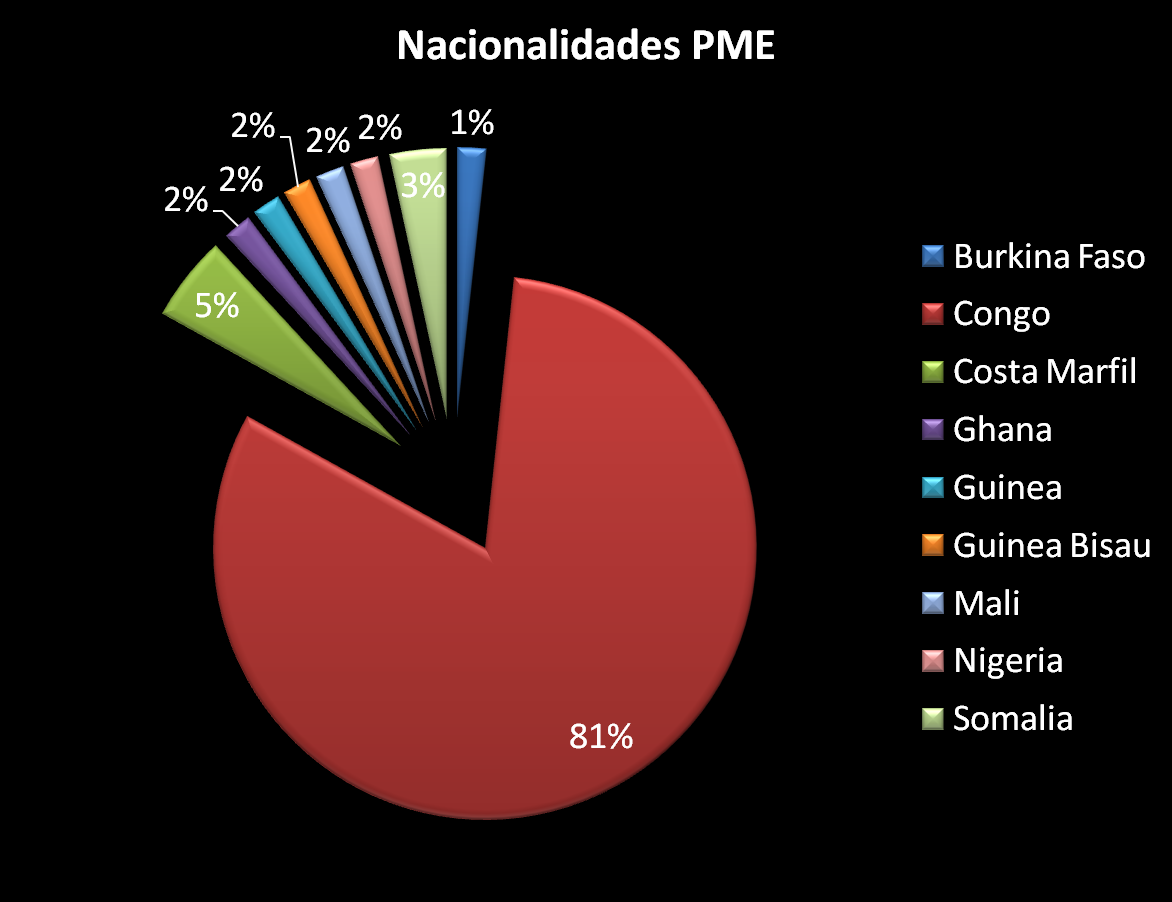 Nacionalidades PME
2%
2%
2%
2%
2%
1%
3%
5%
81%
Burkina Faso
Congo
Costa Marfil
Ghana
Guinea
Guinea Bisau
Mali
Nigeria
Somalia